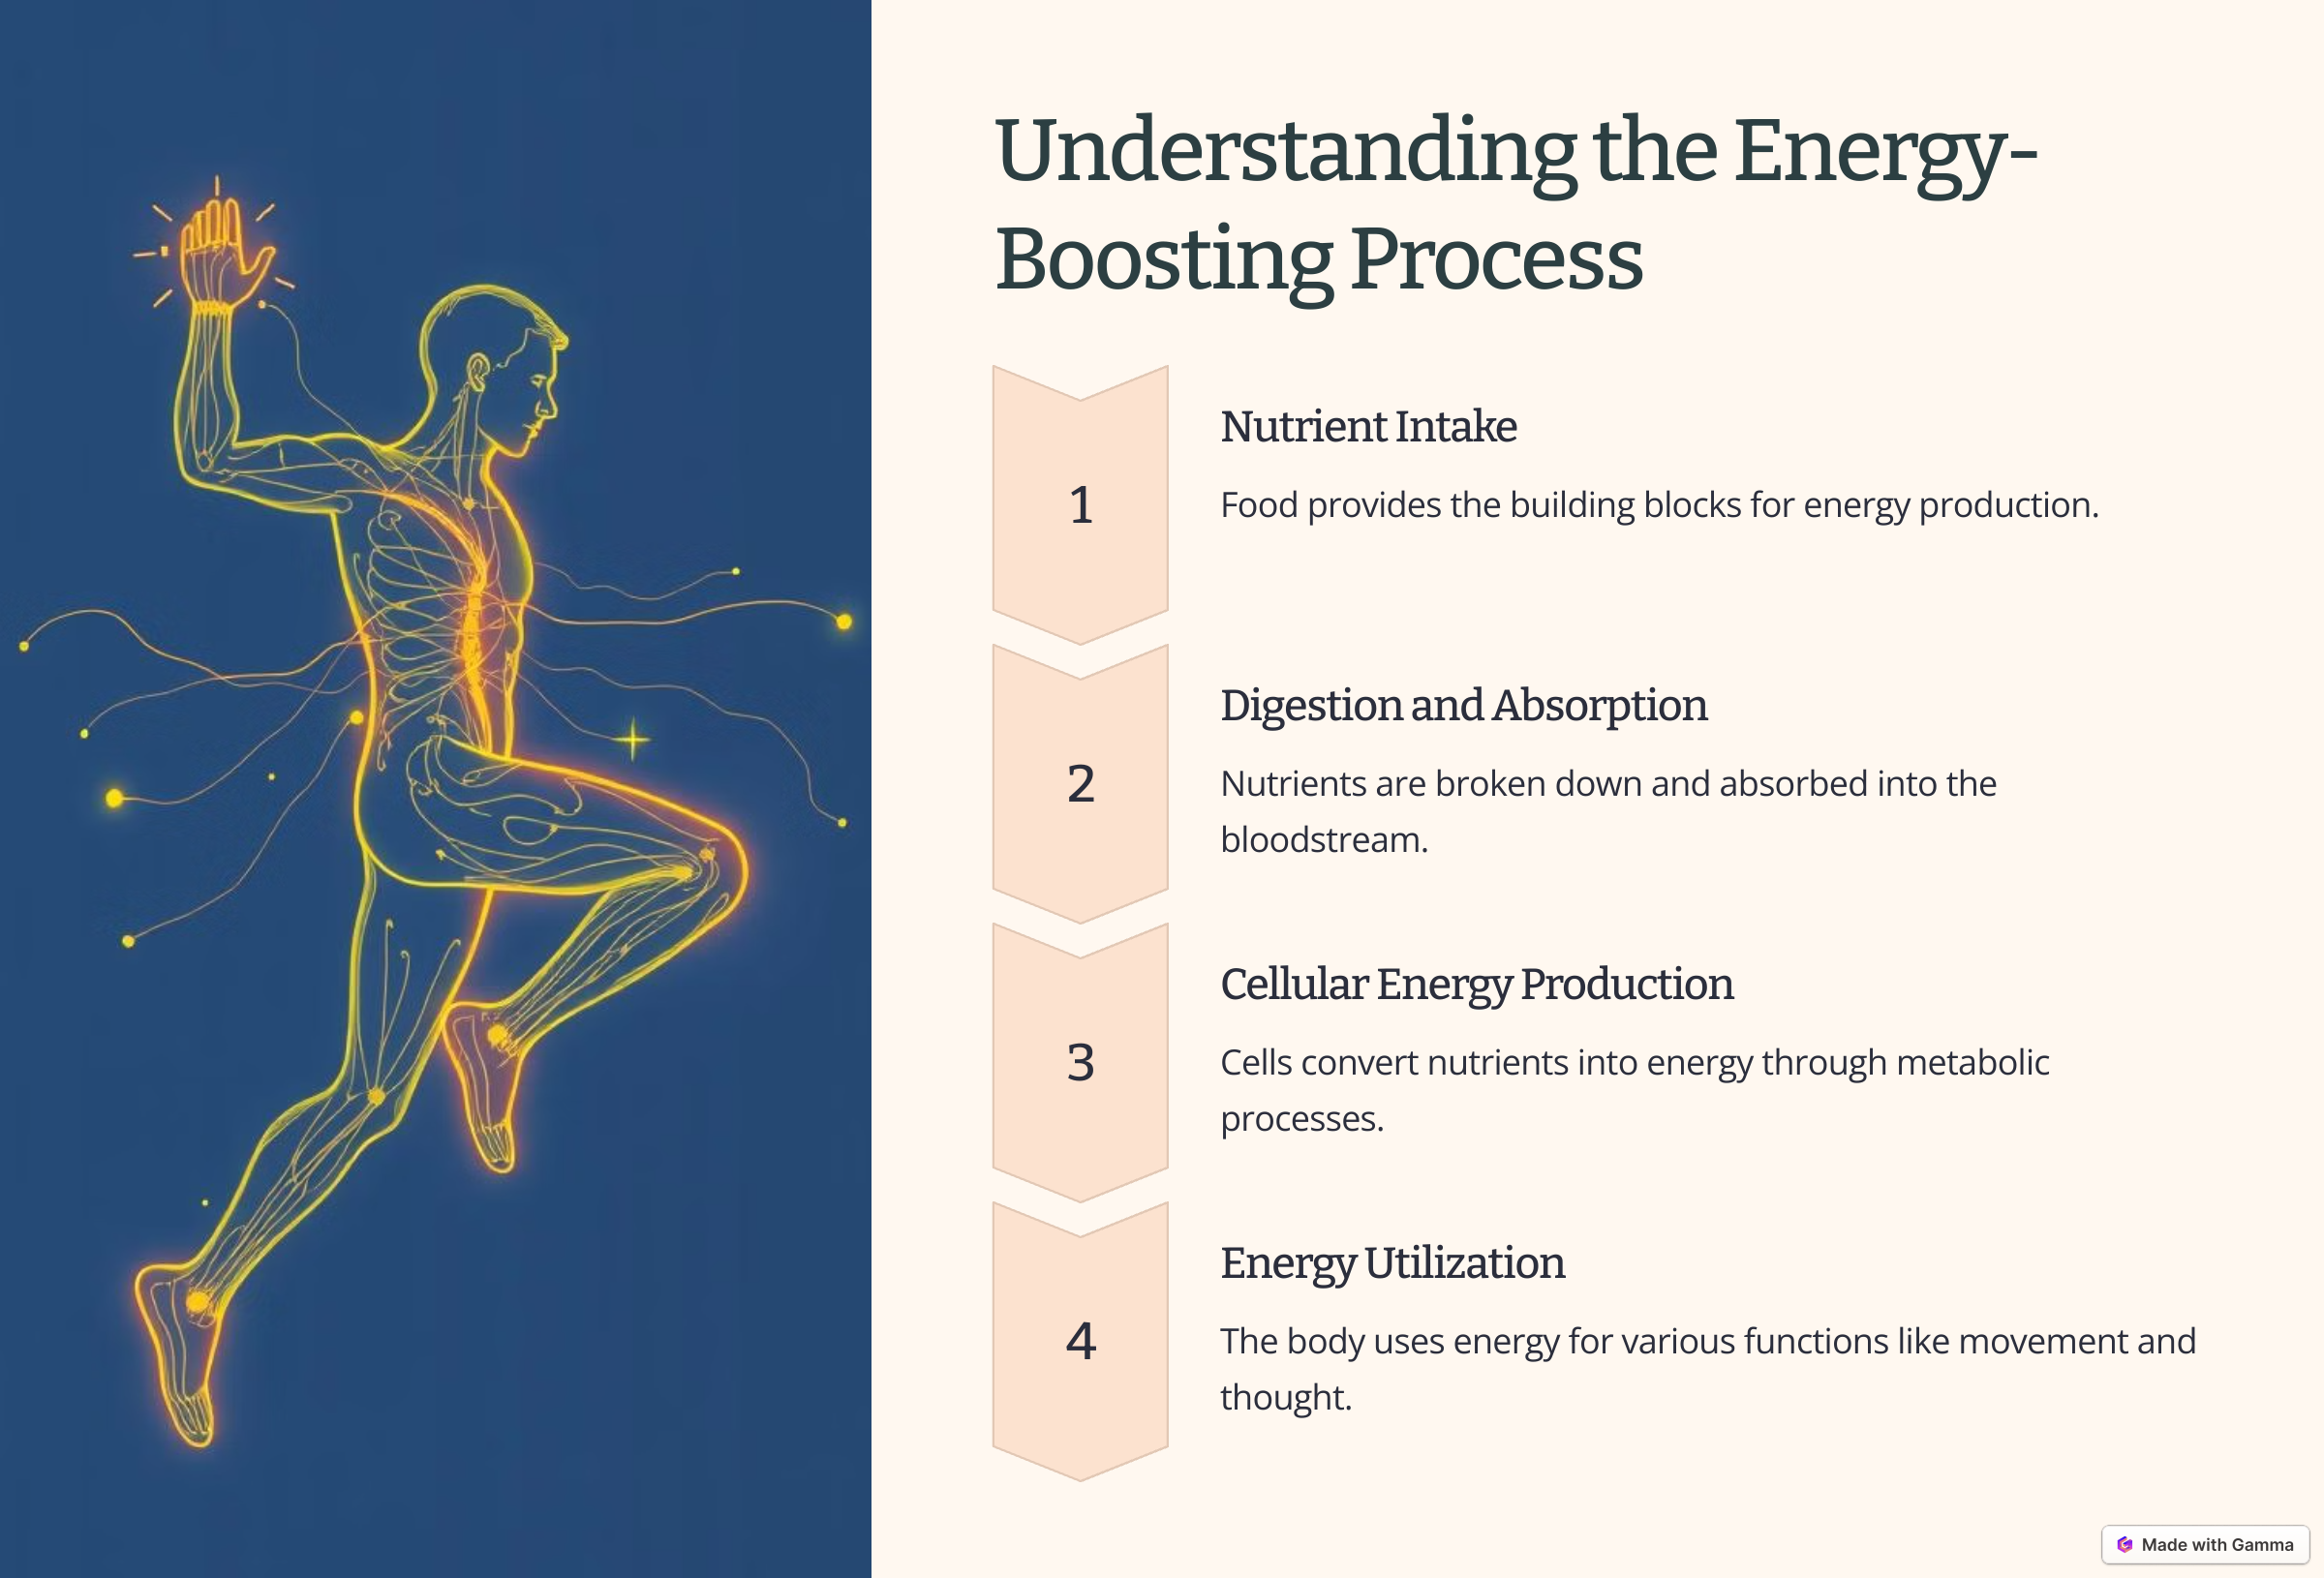 Understanding the Energy-
Boosting Process
1
Nutrient Intake
Food provides the building blocks for energy production.
2
Digestion and Absorption
Nutrients are broken down and absorbed into the
bloodstream.
3
Cellular Energy Production
Cells convert nutrients into energy through metabolic
processes.
4
Energy Utilization
The body uses energy for various functions like movement and
thought.
Made with Gamma